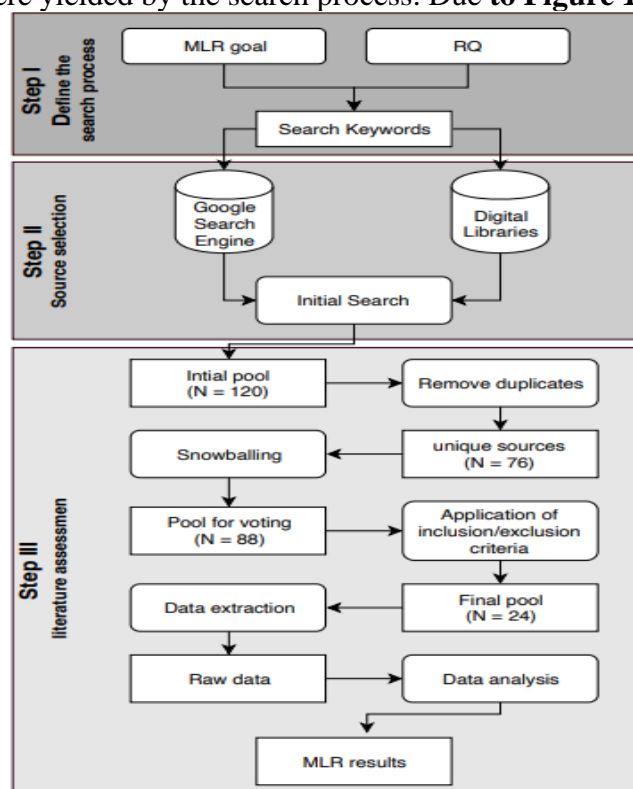 ere yielded by the search process. Due to Figure 1
MLR goal
RQ
Step I
Define the
search process
Search Keywords
Step II
Source selection
Google
Search
Engine
Digital
Libraries
Initial Search
Step III
literature assessmen
Intial pool
(N = 120)
Remove duplicates
Snowballing
unique sources
(N = 76)
Pool for voting
(N = 88)
Application of
inclusion/exclusion
criteria
Data extraction
Final pool
(N = 24)
Raw data
Data analysis
MLR results